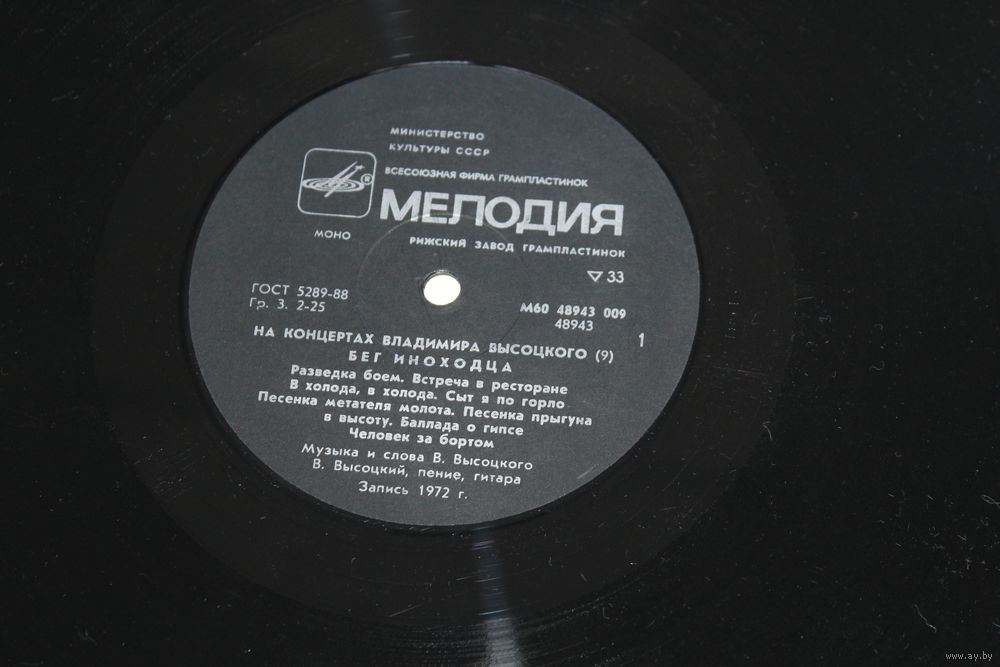 МИНИСТЕРСТВО
КУЛЬТУРЫ СССР
ВСЕСОЮЗНАЯ ФИРМА ГРАМПЛАСТИНОК
®
МЕЛОДИЯ
МОНО
РИЖСКИЙ ЗАВОД ГРАМПЛАСТИНОК
▽ 33
ГОСТ 5289-88
Гр. 3. 2-25
М60 48943 009
48943
1
НА КОНЦЕРТАХ ВЛАДИМИРА ВЫСОЦКОГО (9)
БЕГ ИНОХОДЦА
Разведка боем. Встреча в ресторане
В холода, в холода. Сыт я по горло
Песенка метателя молота. Песенка прыгуна
в высоту. Баллада о гипсе
Человек за бортом
Музыка и слова В. Высоцкого
В. Высоцкий, пение, гитара
Запись 1972 г.
www.ay.by